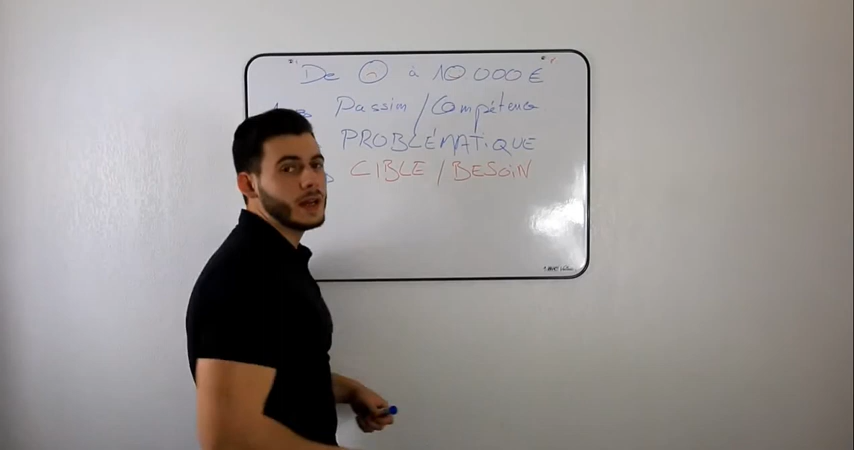 De 0 à 10 000 €
Passion / Compétence
PROBLÉMATIQUE
CIBLE / BESOIN